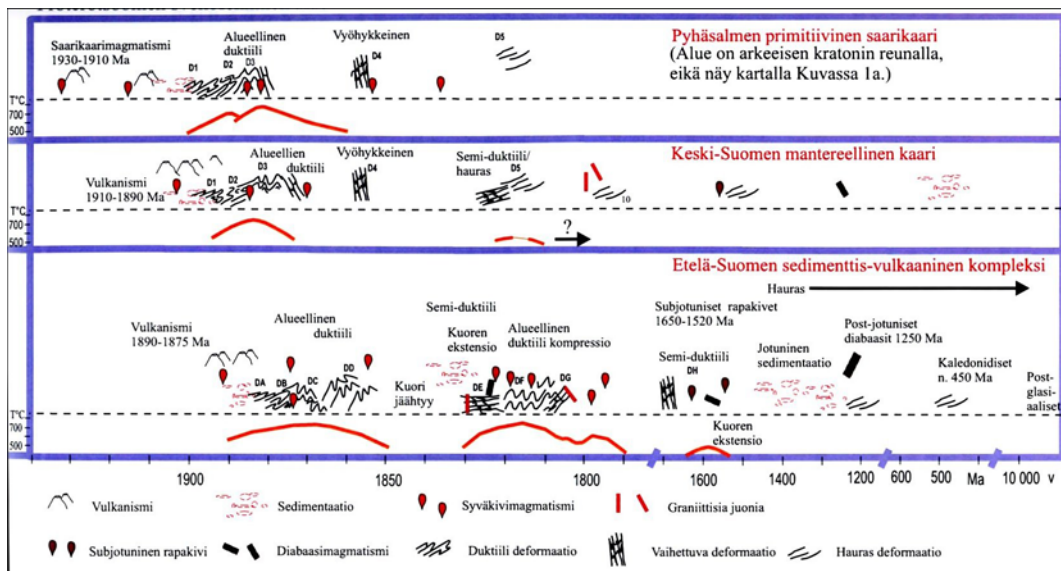 Saarikaarimagmatismi
1930-1910 Ma
Alueellinen
duktiili
D1
D2
D3
Vyöhykkeinen
D4
D5
Pyhäsalmen primitiivinen saarikaari
(Alue on arkeeisen kratonin reunalla,
eikä näy kartalla Kuvassa 1a.)
T°C
700
500
Vulkanismi
1910-1890 Ma
D1
D2
D3
Alueellien
duktiili
Vyöhykkeinen
D4
Semi-duktiili/
hauras
D5
10
Keski-Suomen mantereellinen kaari
T°C
700
500
?
Etelä-Suomen sedimenttis-vulkaaninen kompleksi
Hauras
Vulkanismi
1890-1875 Ma
Alueellinen
duktiili
DA
DB
DC
DD
Kuori
jäähtyy
Semi-duktiili
Kuoren
ekstensio
DE
Alueellinen
duktiili kompressio
DF
DG
Subjotuniset rapakivet
1650-1520 Ma
Semi-duktiili
DH
Kuoren
ekstensio
Jotuninen
sedimentaatio
Post-jotuniset
diabaasit 1250 Ma
Kaledonidiset
n. 450 Ma
Post-
glasi-
aaliset
T°C
700
500
1900 1850 1800 1600 1400 1200 600 500 Ma 10 000 v
Vulkanismi
Sedimentaatio
Syväkivimagmatismi
Graniittisia juonia
Subjotuninen rapakivi
Diabaasimagmatismi
Duktiili deformaatio
Vaihettuva deformaatio
Hauras deformaatio